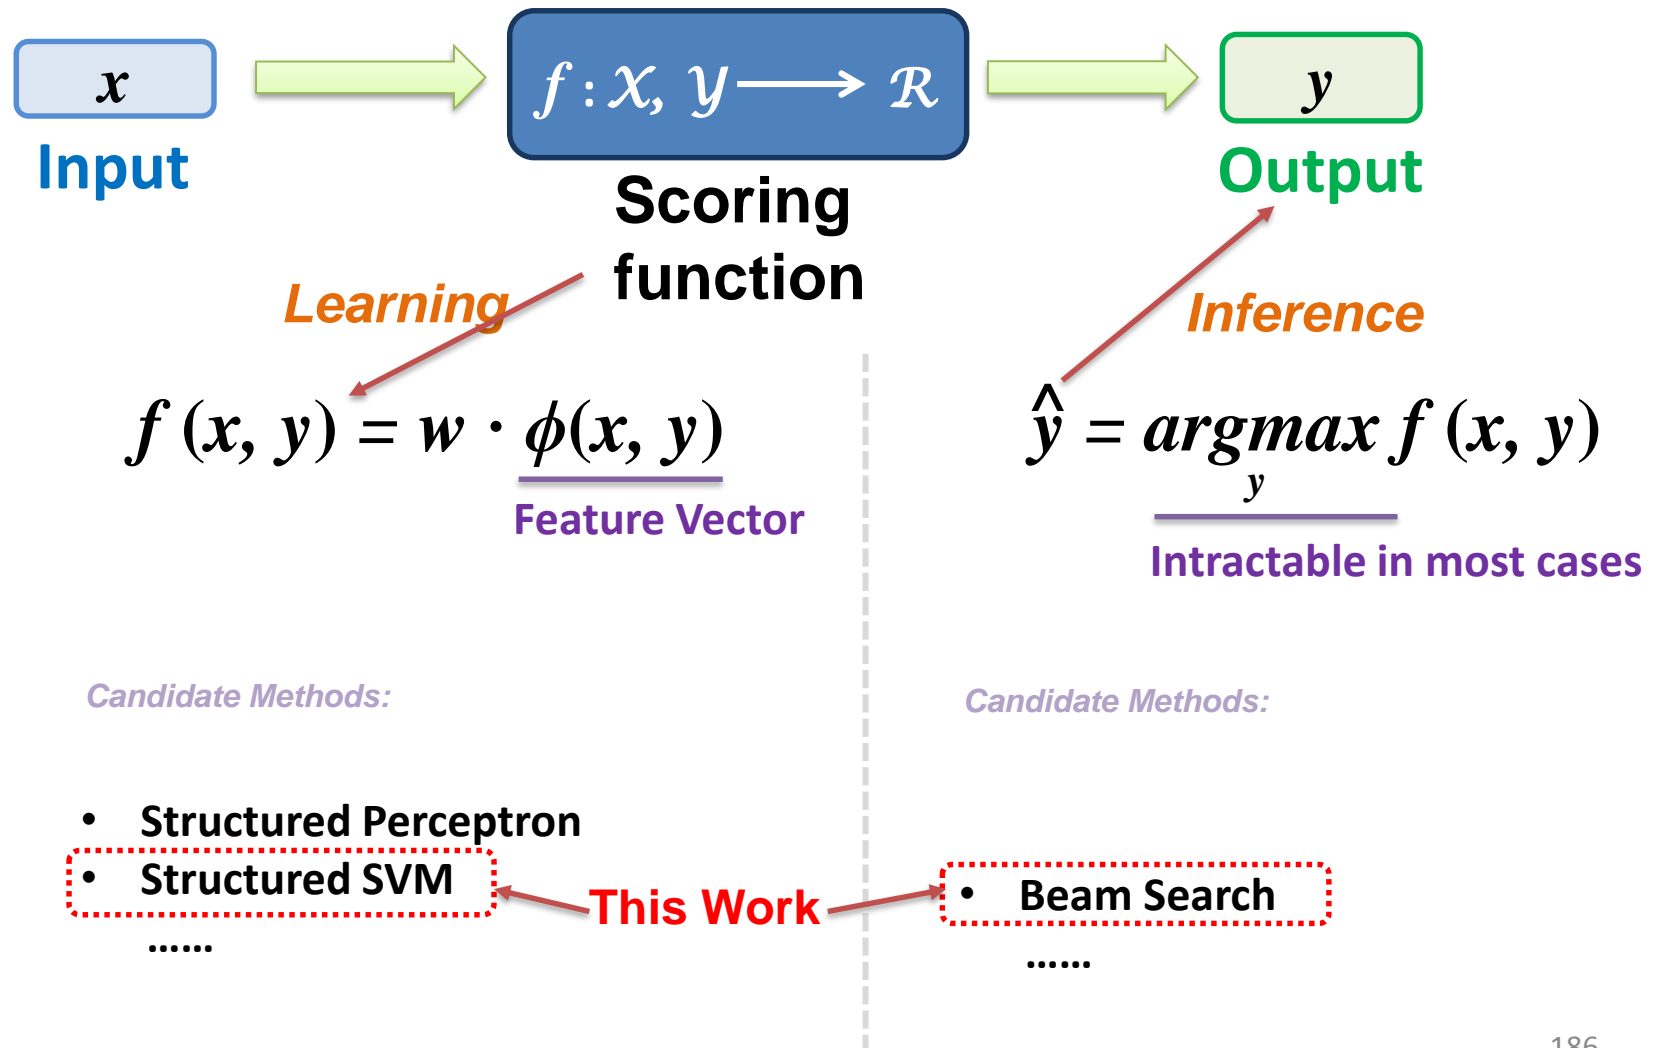 x
f : X, Y ⟶ R
y
Input
Output
Scoring
function
Learning
Inference
f (x, y) = w · ϕ(x, y)
Feature Vector
ŷ = argmax f (x, y)
y
Intractable in most cases
Candidate Methods:
Candidate Methods:
• Structured Perceptron
• Structured SVM
......
This Work
• Beam Search
......
186